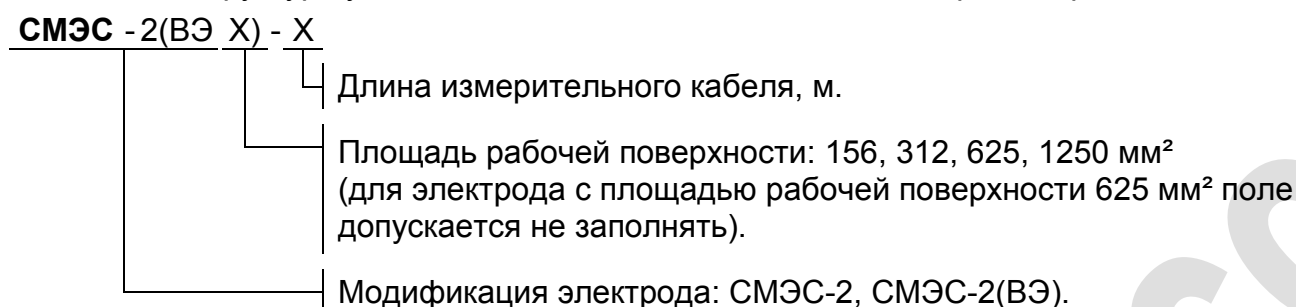 СМЭС - 2(ВЭ X) - X
Длина измерительного кабеля, м.
Площадь рабочей поверхности: 156, 312, 625, 1250 мм²
(для электрода с площадью рабочей поверхности 625 мм² поле
допускается не заполнять).
Модификация электрода: СМЭС-2, СМЭС-2(ВЭ).